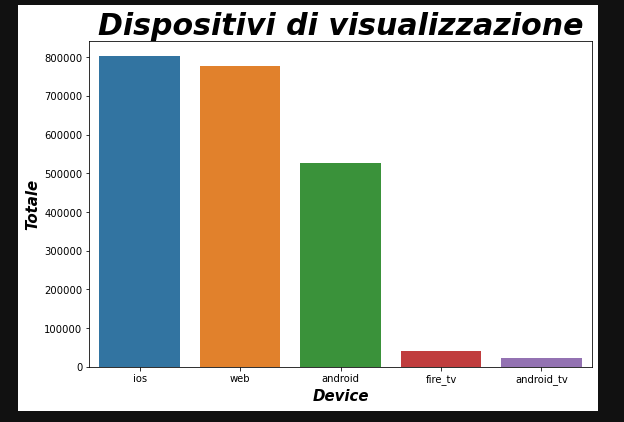 Dispositivi di visualizzazione
800000
700000
600000
500000
400000
300000
200000
100000
0
Totale
ios web android fire_tv android_tv
Device